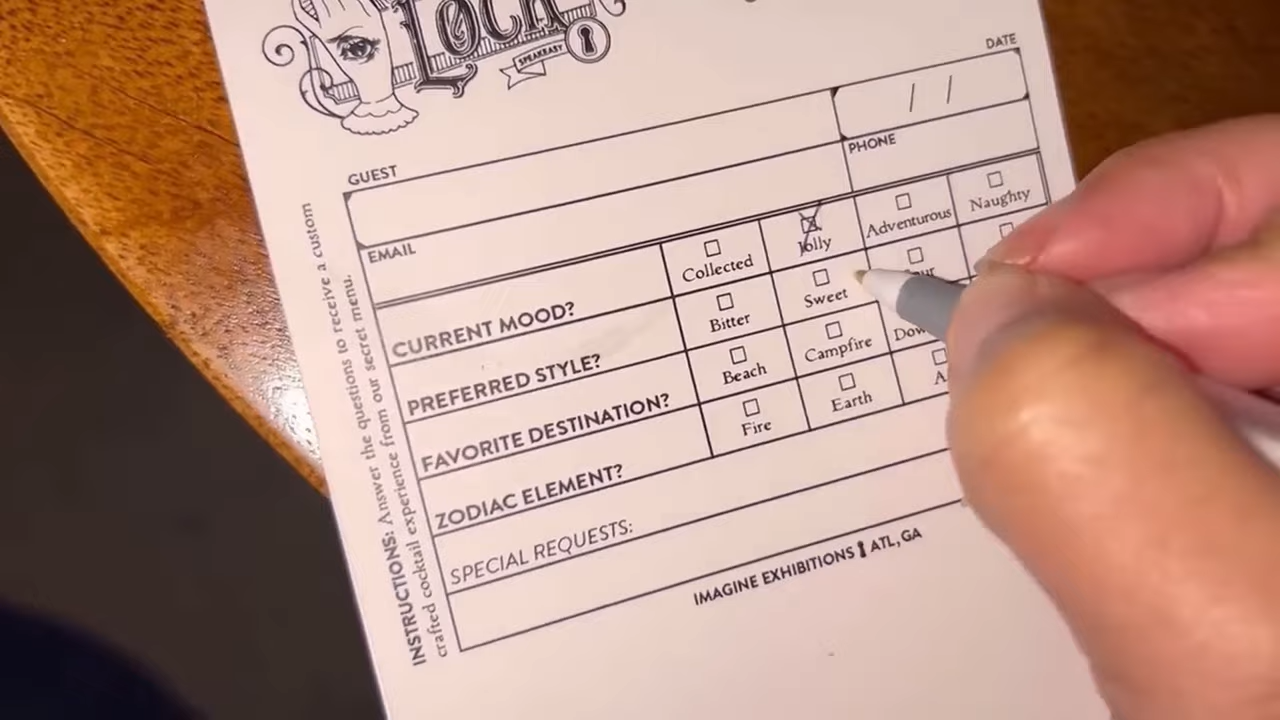 LOCK
SPEAKEASY
DATE
/ /
GUEST
PHONE
EMAIL
CURRENT MOOD? Collected Jolly Adventurous Naughty
PREFERRED STYLE? Bitter Sweet
FAVORITE DESTINATION? Beach Campfire
ZODIAC ELEMENT? Fire Earth
SPECIAL REQUESTS:
IMAGINE EXHIBITIONS ATL, GA
INSTRUCTIONS: Answer the questions to receive a custom
crafted cocktail experience from our secret menu.